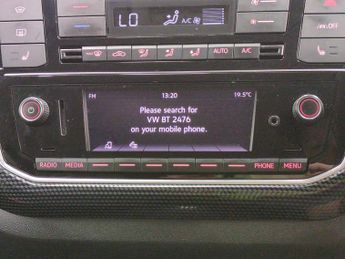 LO
A/C
AUTO
A/C
FM 13:20 19.5°C
Please search for
VW BT 2476
on your mobile phone.
RADIO MEDIA PHONE MENU